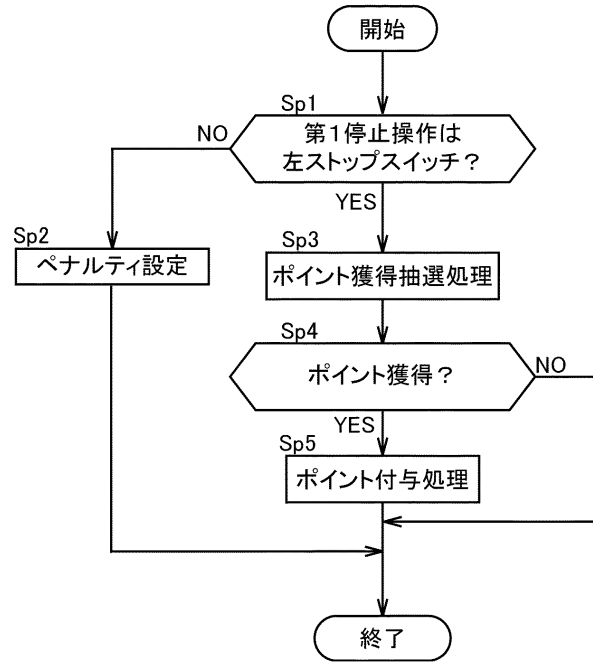 開始
Sp1
第1停止操作は
左ストップスイッチ?
NO
YES
Sp2
ペナルティ設定
Sp3
ポイント獲得抽選処理
Sp4
ポイント獲得?
NO
YES
Sp5
ポイント付与処理
終了